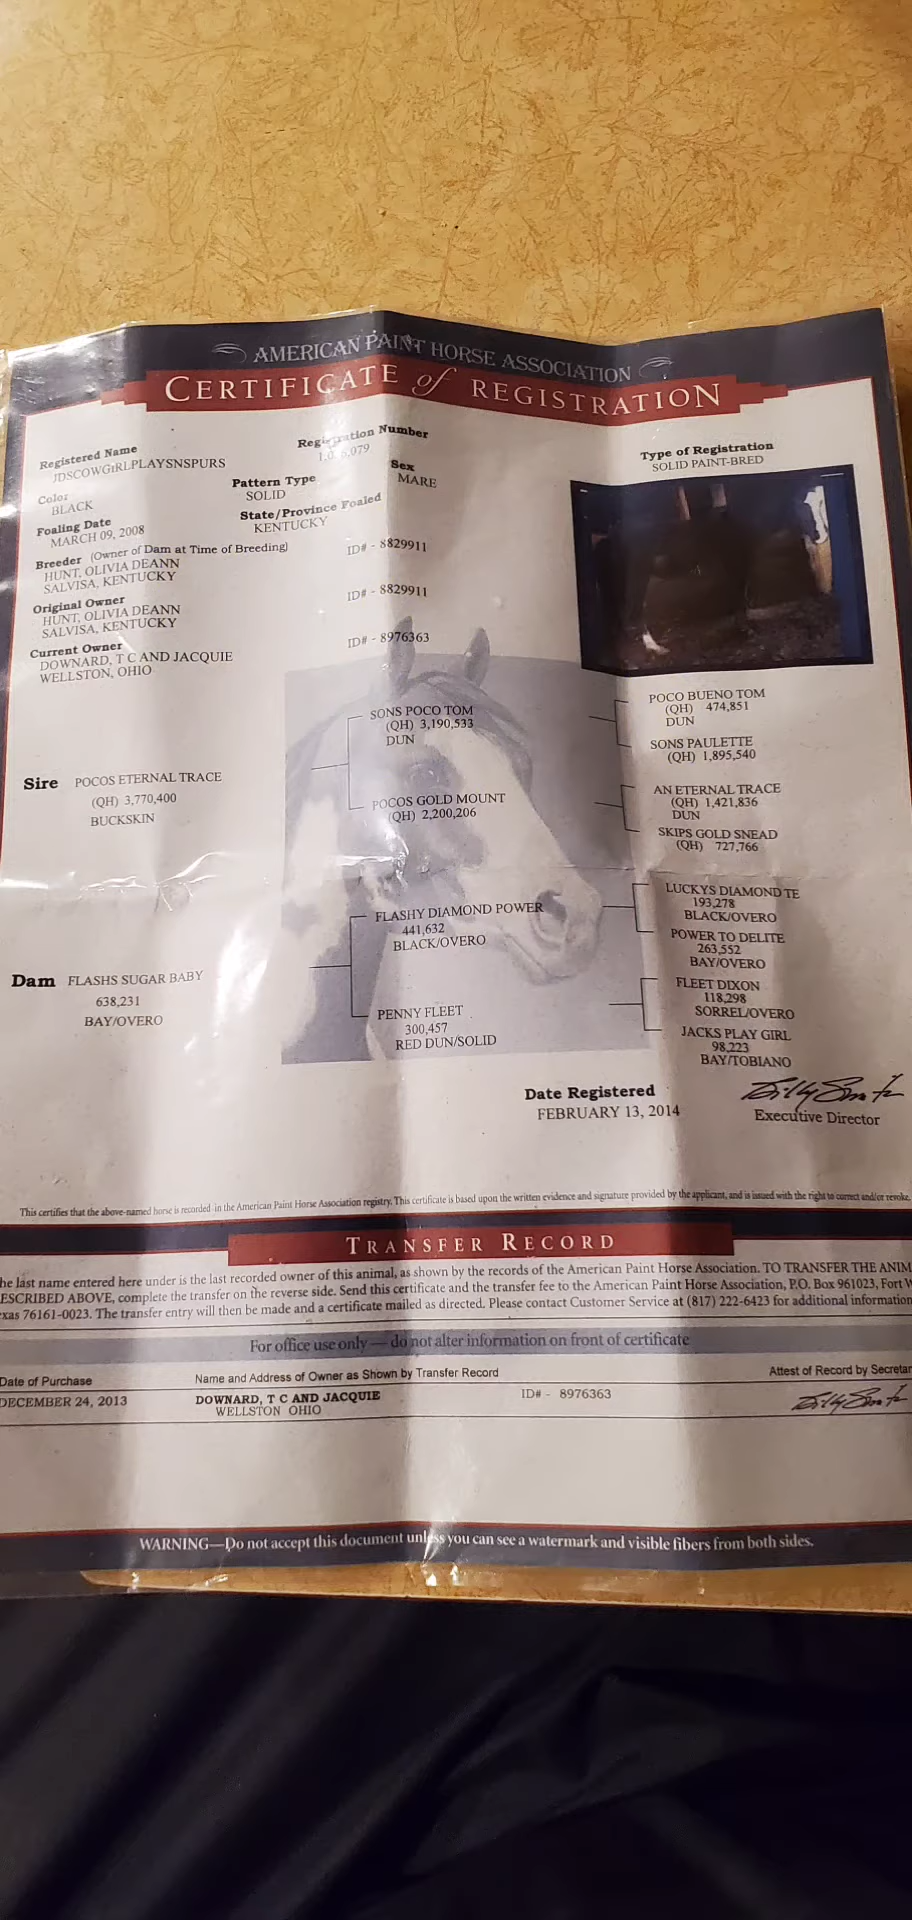 AMERICAN PAINT HORSE ASSOCIATION
CERTIFICATE of REGISTRATION
Registered Name
JDSCOWGIRLPLAYSNSPURS
Registration Number
Type of Registration
SOLID PAINT-BRED
Color
BLACK
Pattern Type
SOLID
Sex
MARE
Foaling Date
MARCH 09, 2008
State/Province Foaled
KENTUCKY
Breeder (Owner of Dam at Time of Breeding)
HUNT, OLIVIA DEANN
SALVISA, KENTUCKY
ID# - 8829911
Original Owner
HUNT, OLIVIA DEANN
SALVISA, KENTUCKY
ID# - 8829911
Current Owner
DOWNARD, T C AND JACQUIE
WELLSTON, OHIO
ID# - 8976363
Sire POCOS ETERNAL TRACE
(QH) 3,770,400
BUCKSKIN
SONS POCO TOM
(QH) 3,190,533
DUN
POCOS GOLD MOUNT
(QH) 2,200,206
POCO BUENO TOM
(QH) 474,851
DUN
SONS PAULETTE
(QH) 1,895,540
AN ETERNAL TRACE
(QH) 1,421,836
DUN
SKIPS GOLD SNEAD
(QH) 727,766
Dam FLASHS SUGAR BABY
638,231
BAY/OVERO
FLASHY DIAMOND POWER
441,632
BLACK/OVERO
PENNY FLEET
300,457
RED DUN/SOLID
LUCKYS DIAMOND TE
193,278
BLACK/OVERO
POWER TO DELITE
263,552
BAY/OVERO
FLEET DIXON
118,298
SORREL/OVERO
JACKS PLAY GIRL
98,223
BAY/TOBIANO
Date Registered
FEBRUARY 13, 2014
Executive Director
This certifies that the above-named horse is recorded in the American Paint Horse Association registry. This certificate is based upon the written evidence and signature provided by the applicant, and is issued with the right to correct and/or revoke.
TRANSFER RECORD
he last name entered here under is the last recorded owner of this animal, as shown by the records of the American Paint Horse Association. TO TRANSFER THE ANIM
ESCRIBED ABOVE, complete the transfer on the reverse side. Send this certificate and the transfer fee to the American Paint Horse Association, P.O. Box 961023, Fort W
exas 76161-0023. The transfer entry will then be made and a certificate mailed as directed. Please contact Customer Service at (817) 222-6423 for additional information
For office use only — do not alter information on front of certificate
Date of Purchase Name and Address of Owner as Shown by Transfer Record Attest of Record by Secretar
DECEMBER 24, 2013 DOWNARD, T C AND JACQUIE ID# - 8976363
WELLSTON OHIO
WARNING—Do not accept this document unless you can see a watermark and visible fibers from both sides.